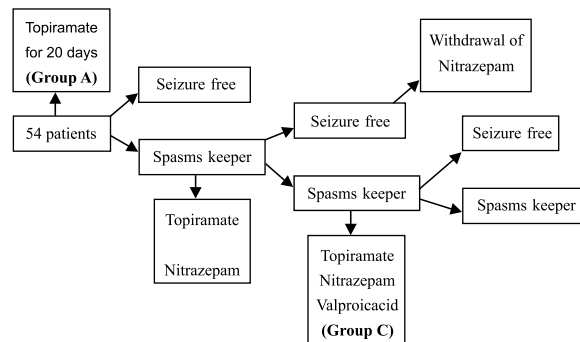 Topiramate
for 20 days
(Group A)
54 patients
Seizure free
Spasms keeper
Topiramate
Nitrazepam
Seizure free
Withdrawal of
Nitrazepam
Spasms keeper
Topiramate
Nitrazepam
Valproicacid
(Group C)
Seizure free
Spasms keeper